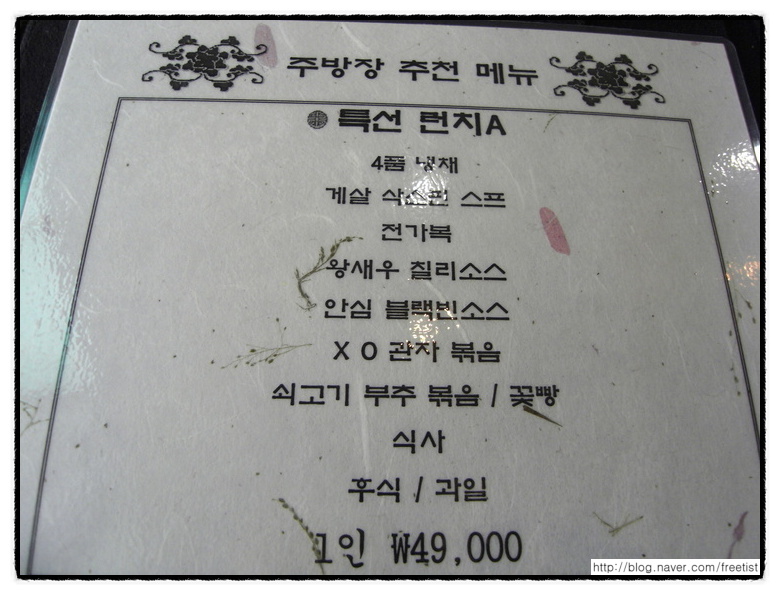 주방장 추천 메뉴
특선 런치A
4품 냉채
게살 삭스핀 스프
전가복
왕새우 칠리소스
안심 블랙빈소스
X O 관자 볶음
쇠고기 부추 볶음 / 꽃빵
식사
후식 / 과일
1인 ₩49,000
http://blog.naver.com/freetist